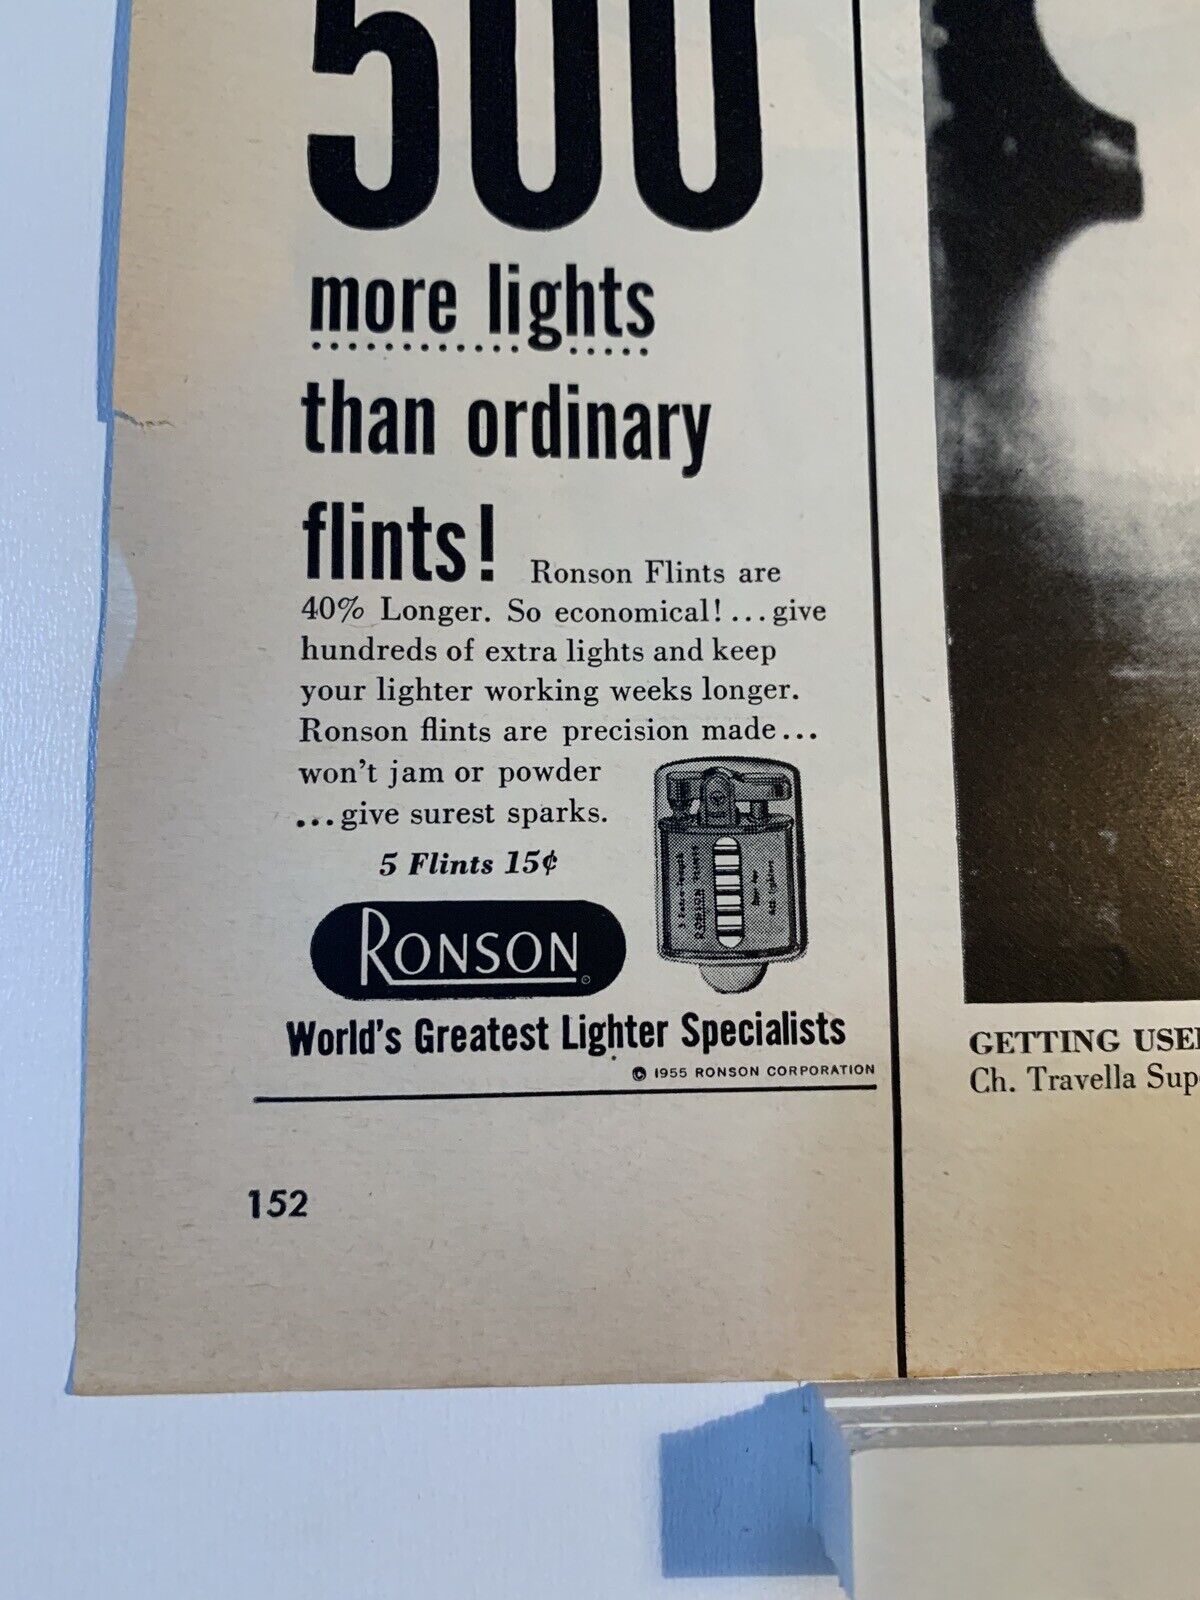 500
more lights
than ordinary
flints! Ronson Flints are
40% Longer. So economical! ...give
hundreds of extra lights and keep
your lighter working weeks longer.
Ronson flints are precision made...
won't jam or powder
...give surest sparks.
5 Flints 15¢
RONSON
World's Greatest Lighter Specialists
© 1955 RONSON CORPORATION
152
GETTING USE
Ch. Travella Sup